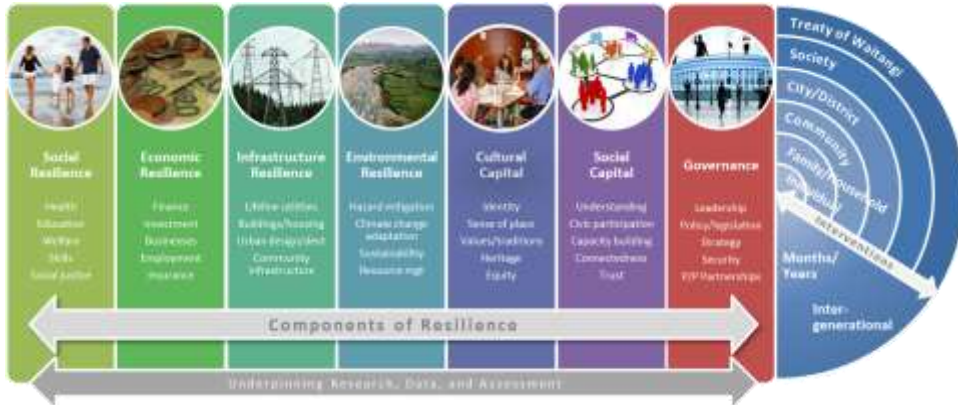 Social
Resilience
Health
Education
Welfare
Skills
Social justice
Economic
Resilience
Finance
Investment
Businesses
Employment
Insurance
Infrastructure
Resilience
Lifeline utilities
Buildings/housing
Urban design/dev't
Community
infrastructure
Environmental
Resilience
Hazard mitigation
Climate change
adaptation
Sustainability
Resource mgt
Cultural
Capital
Identity
Sense of place
Values/traditions
Heritage
Equity
Social
Capital
Understanding
Civic participation
Capacity building
Connectedness
Trust
Governance
Leadership
Policy/legislation
Strategy
Security
P/P Partnerships
Components of Resilience
Underpinning Research, Data, and Assessment
Treaty of Waitangi
Society
City/District
Community
Family/Household
Individual
Interventions
Months/
Years
Inter-
generational